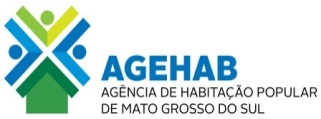 AGEHAB
AGÊNCIA DE HABITAÇÃO POPULAR
DE MATO GROSSO DO SUL